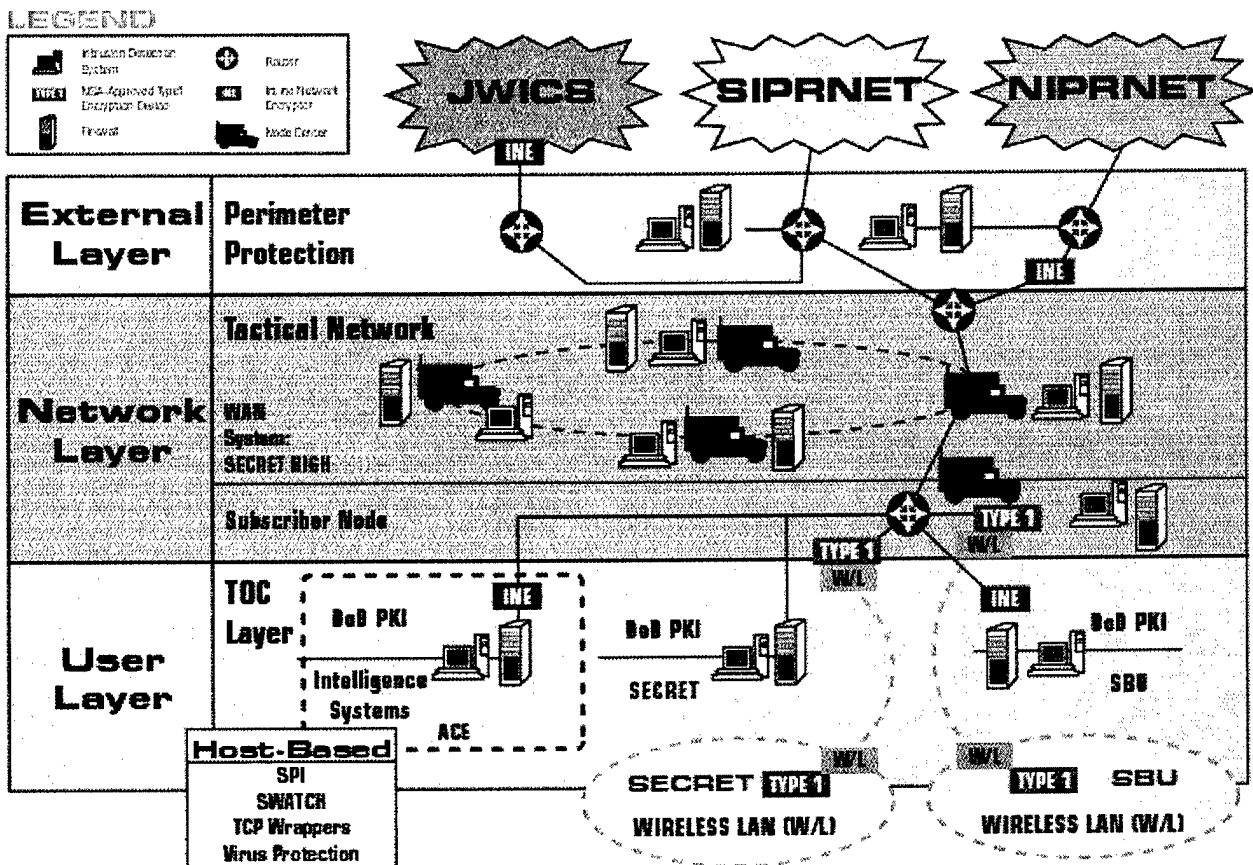 LEGEND
Intrusion Detection
System
Router
TYPE 1
NSA-Approved Type1
Encryption Device
INE
In-Line Network
Encryptor
Firewall
Node Center
JWICS
SIPRNET
NIPRNET
INE
External
Layer
Perimeter
Protection
INE
Network
Layer
Tactical Network
WAN
System:
SECRET HIGH
Subscriber Node
TYPE 1
W/L
TYPE 1
W/L
User
Layer
TOC
Layer
INE
DoD PKI
Intelligence
Systems
ACE
DoD PKI
SECRET
INE
DoD PKI
SBU
Host-Based
SPI
SWATCH
TCP Wrappers
Virus Protection
W/L
SECRET TYPE 1
WIRELESS LAN (W/L)
W/L
TYPE 1 SBU
WIRELESS LAN (W/L)